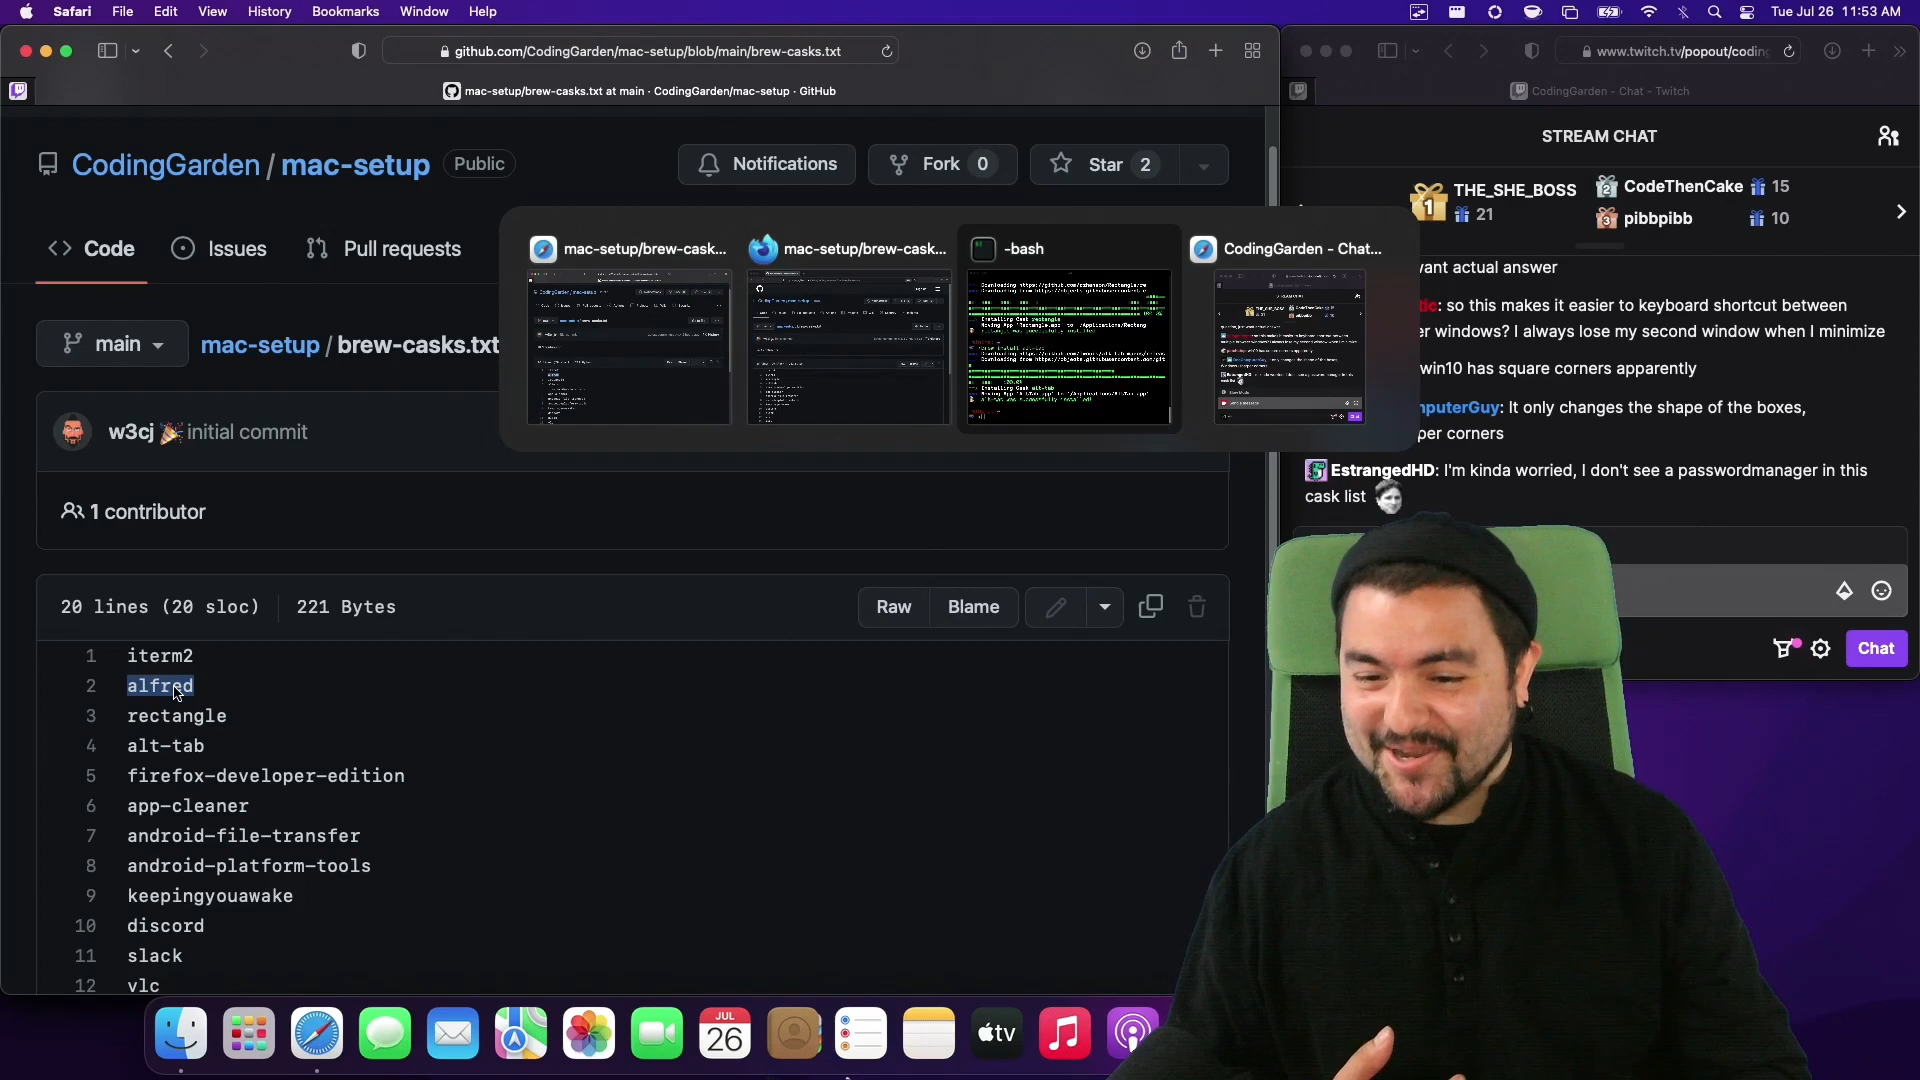 Safari File Edit View History Bookmarks Window Help
Tue Jul 26 11:53 AM
github.com/CodingGarden/mac-setup/blob/main/brew-casks.txt
mac-setup/brew-casks.txt at main · CodingGarden/mac-setup · GitHub
CodingGarden / mac-setup Public
Notifications
Fork 0
Star 2
Code
Issues
Pull requests
main
mac-setup / brew-casks.txt
w3cj 🎉 initial commit
1 contributor
20 lines (20 sloc) 221 Bytes
Raw
Blame
1 iterm2
2 alfred
3 rectangle
4 alt-tab
5 firefox-developer-edition
6 app-cleaner
7 android-file-transfer
8 android-platform-tools
9 keepingyouawake
10 discord
11 slack
12 vlc
mac-setup/brew-cask...
mac-setup/brew-cask...
-bash
CodingGarden - Chat...
www.twitch.tv/popout/codin
CodingGarden - Chat - Twitch
STREAM CHAT
1 THE_SHE_BOSS
21
2 CodeThenCake 15
3 pibbpibb 10
vant actual answer
: so this makes it easier to keyboard shortcut between
er windows? I always lose my second window when I minimize
win10 has square corners apparently
nputerGuy: It only changes the shape of the boxes,
per corners
EstrangedHD: I'm kinda worried, I don't see a passwordmanager in this
cask list
Chat
JUL
26
tv